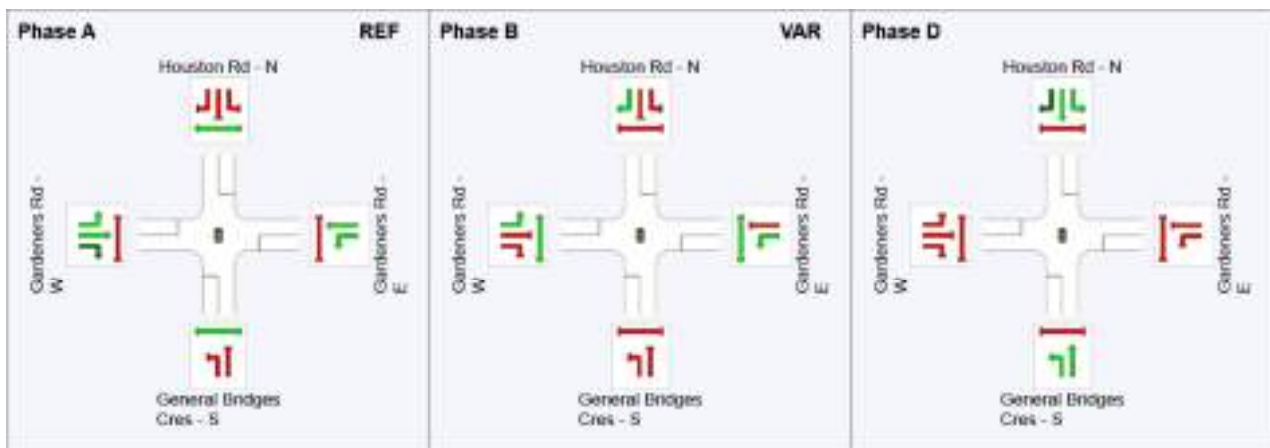 Phase A
REF
Houston Rd - N
Gardeners Rd -
W
Gardeners Rd -
E
General Bridges
Cres - S
Phase B
VAR
Houston Rd - N
Gardeners Rd -
W
Gardeners Rd -
E
General Bridges
Cres - S
Phase D
Houston Rd - N
Gardeners Rd -
W
Gardeners Rd -
E
General Bridges
Cres - S